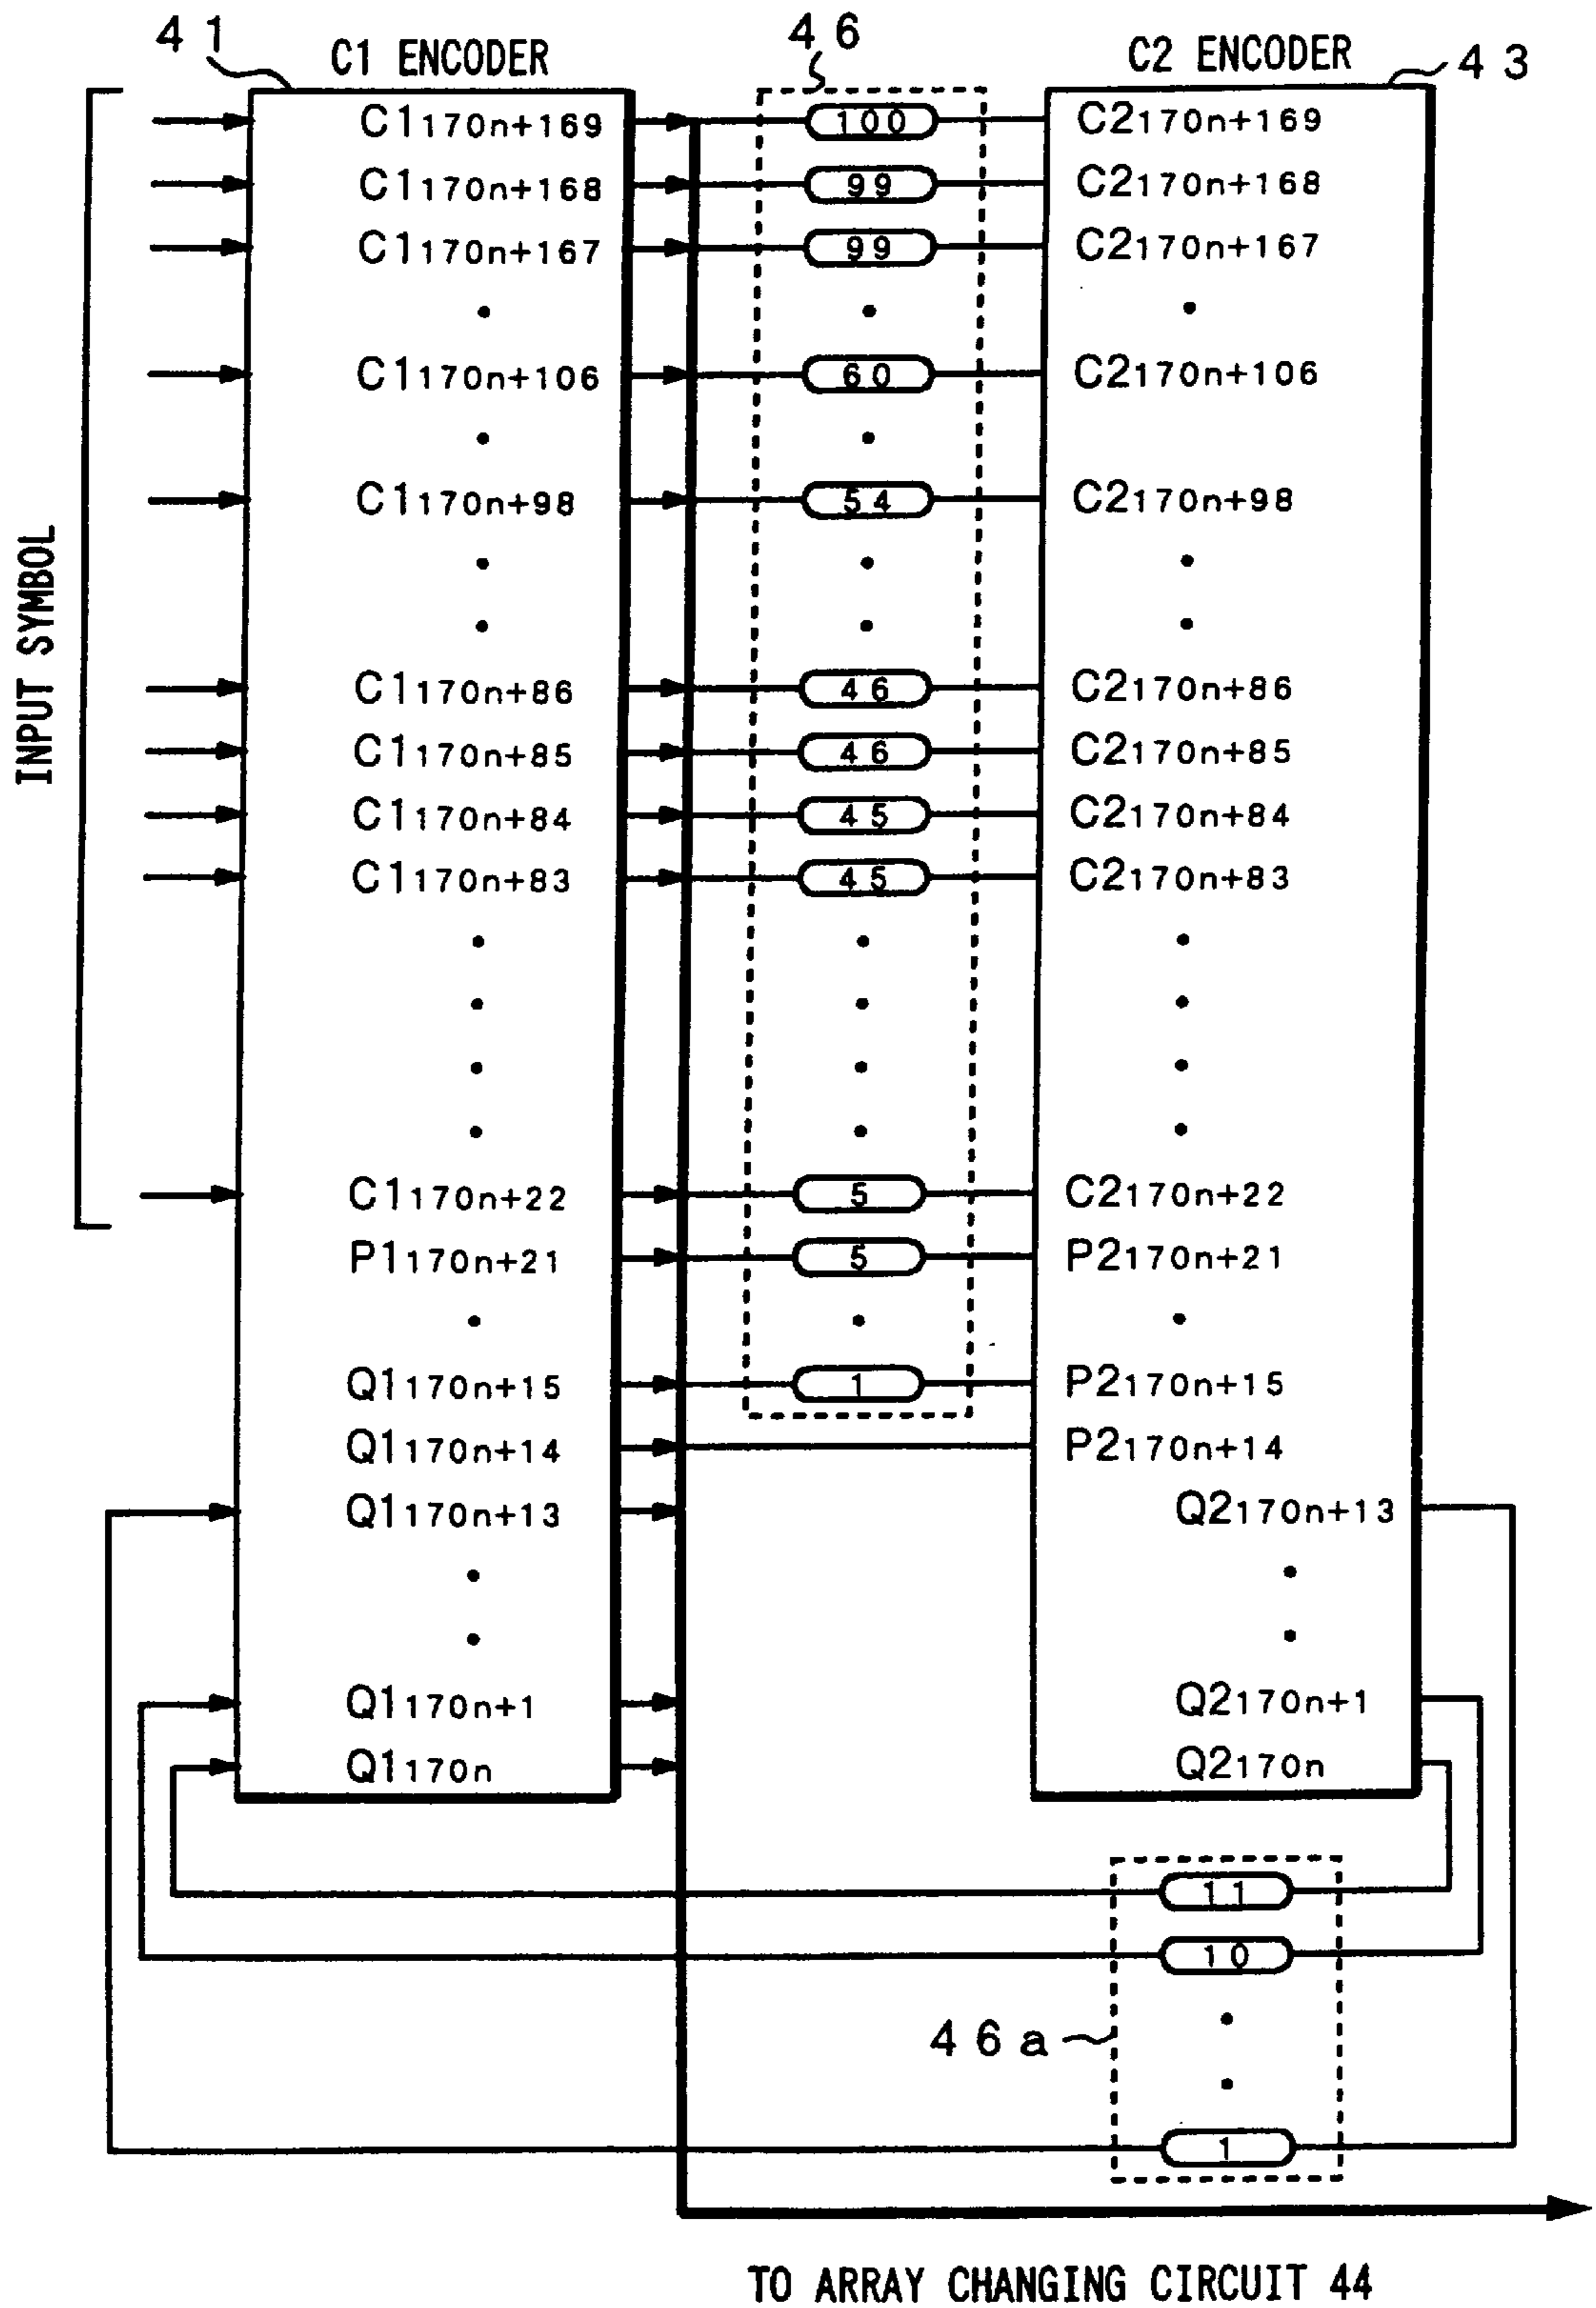 41 C1 ENCODER 46 C2 ENCODER 43
C1170n+169 100 C2170n+169
C1170n+168 99 C2170n+168
C1170n+167 99 C2170n+167
C1170n+106 60 C2170n+106
C1170n+98 54 C2170n+98
INPUT SYMBOL
C1170n+86 46 C2170n+86
C1170n+85 46 C2170n+85
C1170n+84 45 C2170n+84
C1170n+83 45 C2170n+83
C1170n+22 5 C2170n+22
P1170n+21 5 P2170n+21
Q1170n+15 1 P2170n+15
Q1170n+14 P2170n+14
Q1170n+13 Q2170n+13
Q1170n+1 Q2170n+1
Q1170n Q2170n
11
10
46a
1
TO ARRAY CHANGING CIRCUIT 44